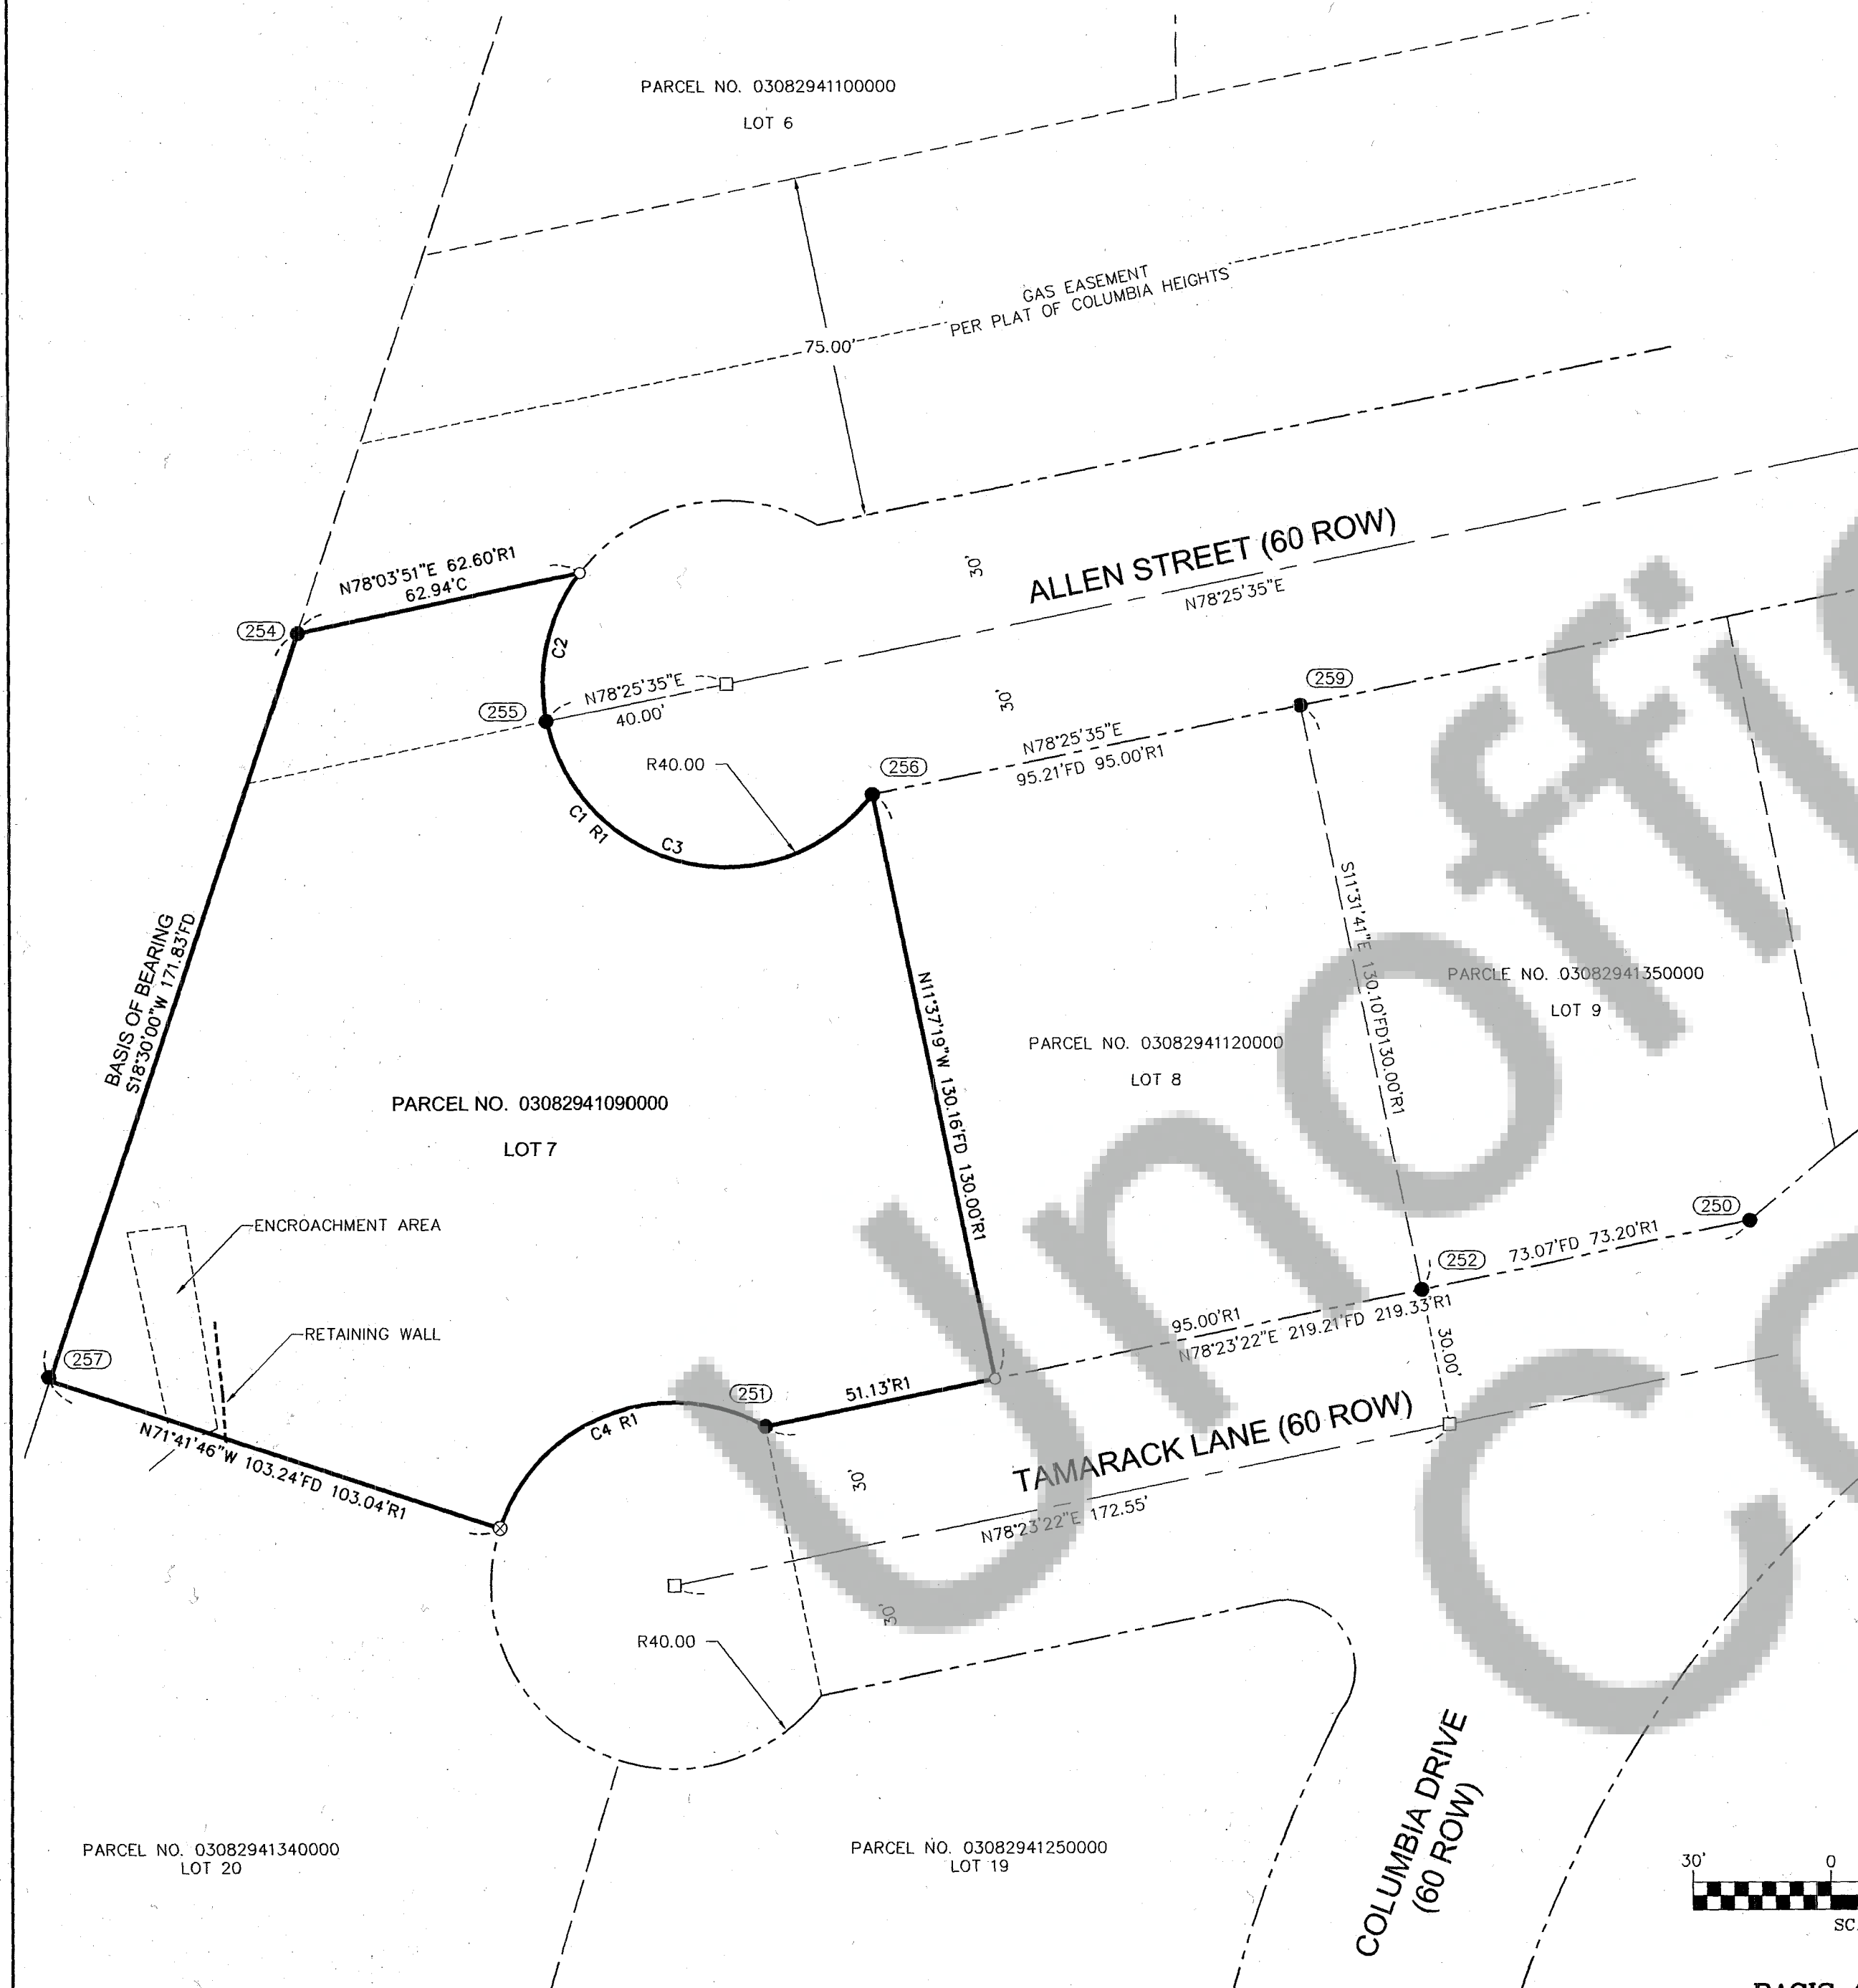 PARCEL NO. 03082941100000
LOT 6
GAS EASEMENT
PER PLAT OF COLUMBIA HEIGHTS
75.00'
N78°03'51"E 62.60'R1
62.94'C
254
C2
30'
ALLEN STREET (60 ROW)
N78°25'35"E
N78°25'35"E
40.00'
255
30'
259
R40.00
256
N78°25'35"E
95.21'FD 95.00'R1
C1 R1
C3
BASIS OF BEARING
S18°30'00"W 171.83'FD
N11°37'19"W 130.16'FD 130.00'R1
S11°31'41"E 130.10'FD130.00'R1
PARCLE NO. 03082941350000
LOT 9
PARCEL NO. 03082941120000
LOT 8
PARCEL NO. 03082941090000
LOT 7
ENCROACHMENT AREA
RETAINING WALL
257
N71°41'46"W 103.24'FD 103.04'R1
C4 R1
251
51.13'R1
250
252
73.07'FD 73.20'R1
95.00'R1
N78°23'22"E 219.21'FD 219.33'R1
30.00'
30'
TAMARACK LANE (60 ROW)
N78°23'22"E 172.55'
30'
R40.00
COLUMBIA DRIVE
(60 ROW)
PARCEL NO. 03082941340000
LOT 20
PARCEL NO. 03082941250000
LOT 19
30'
0
Unoffi
Co